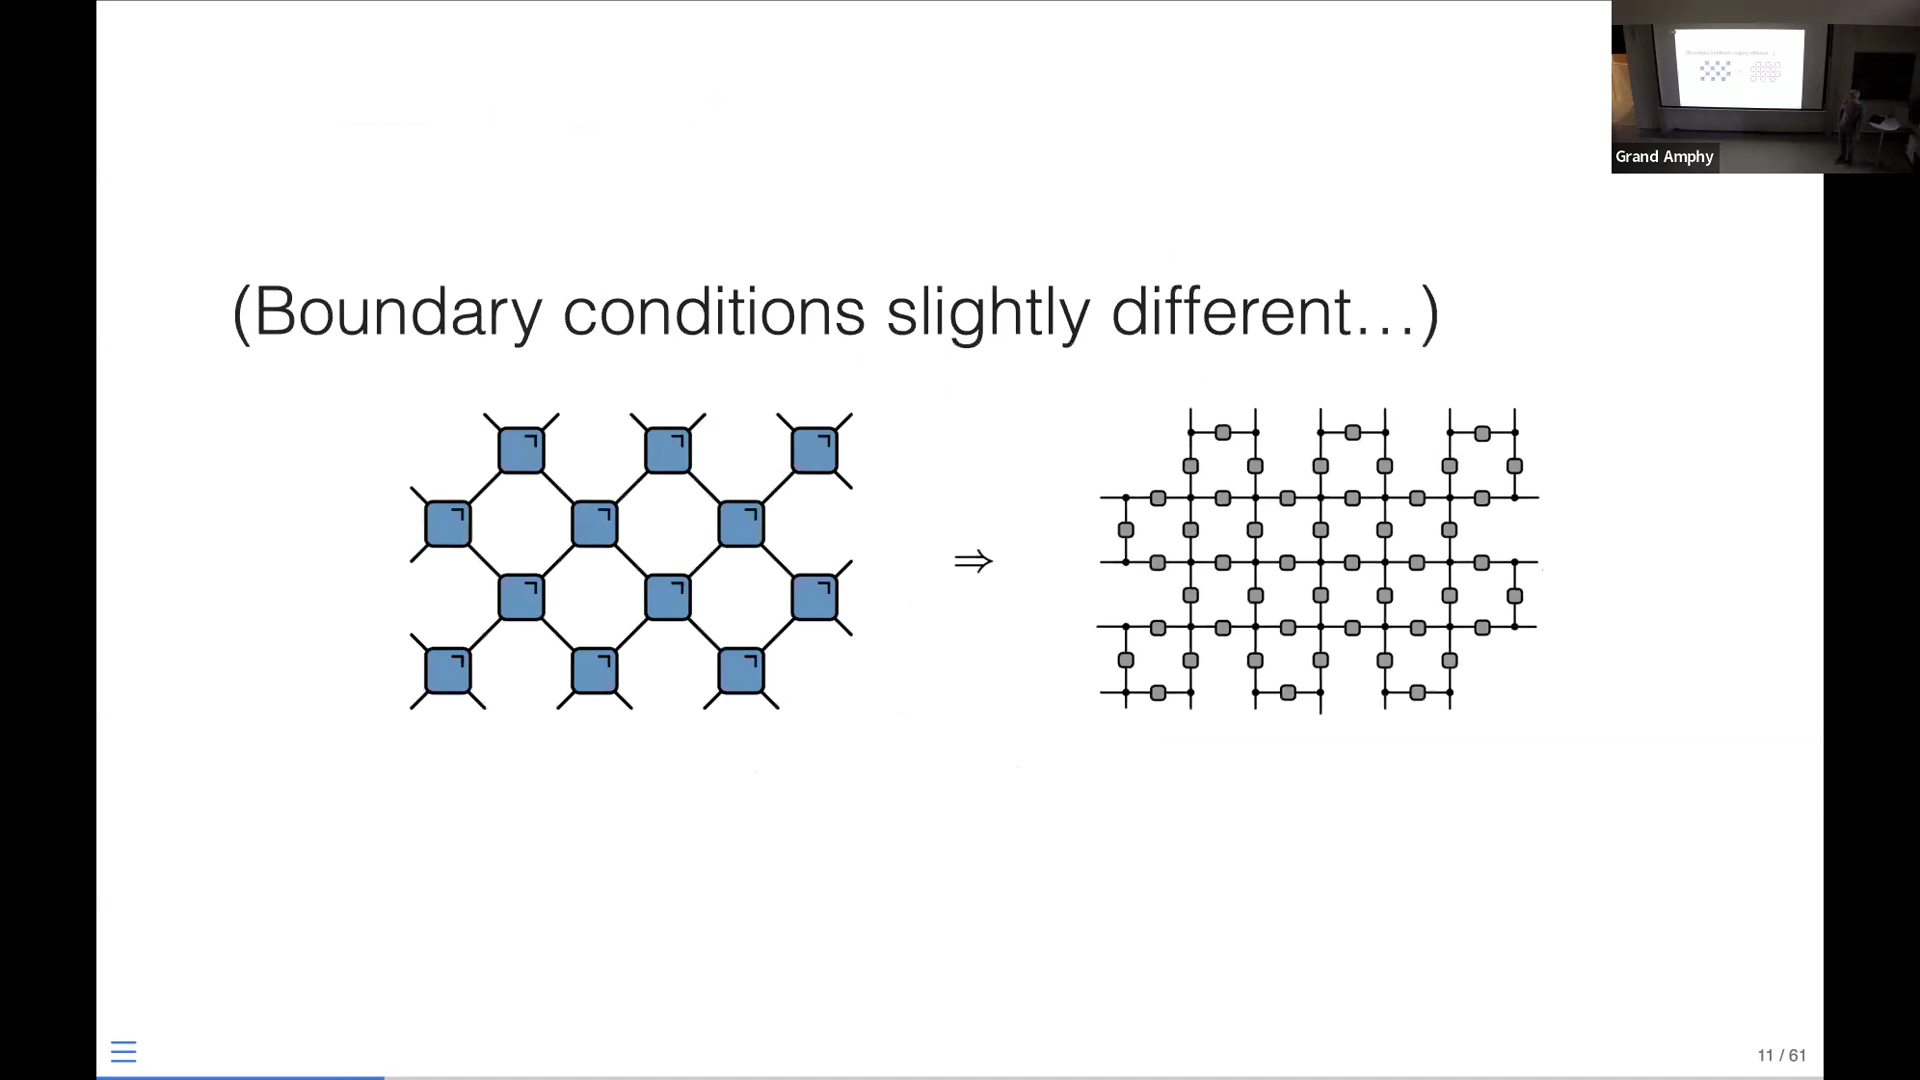 Grand Amphy
(Boundary conditions slightly different…)
⇒
11 / 61